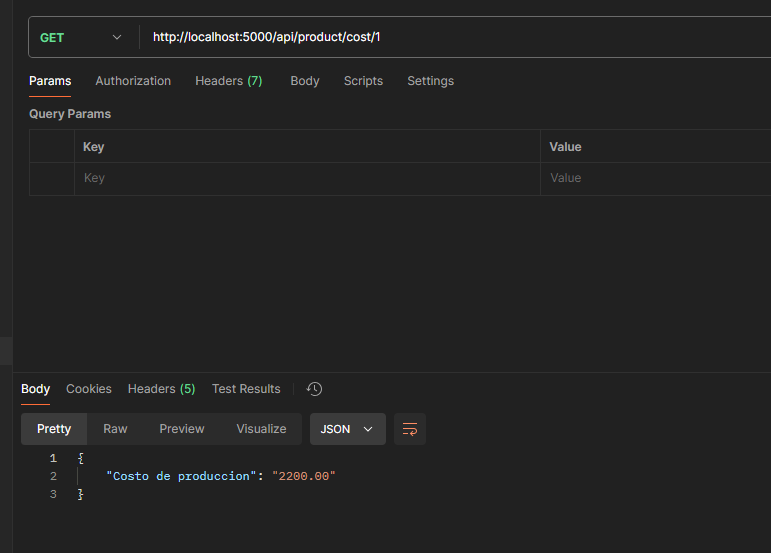 GET http://localhost:5000/api/product/cost/1
Params Authorization Headers (7) Body Scripts Settings
Query Params
Key Value
Key Value
Body Cookies Headers (5) Test Results
Pretty Raw Preview Visualize JSON
1 {
2 "Costo de produccion": "2200.00"
3 }